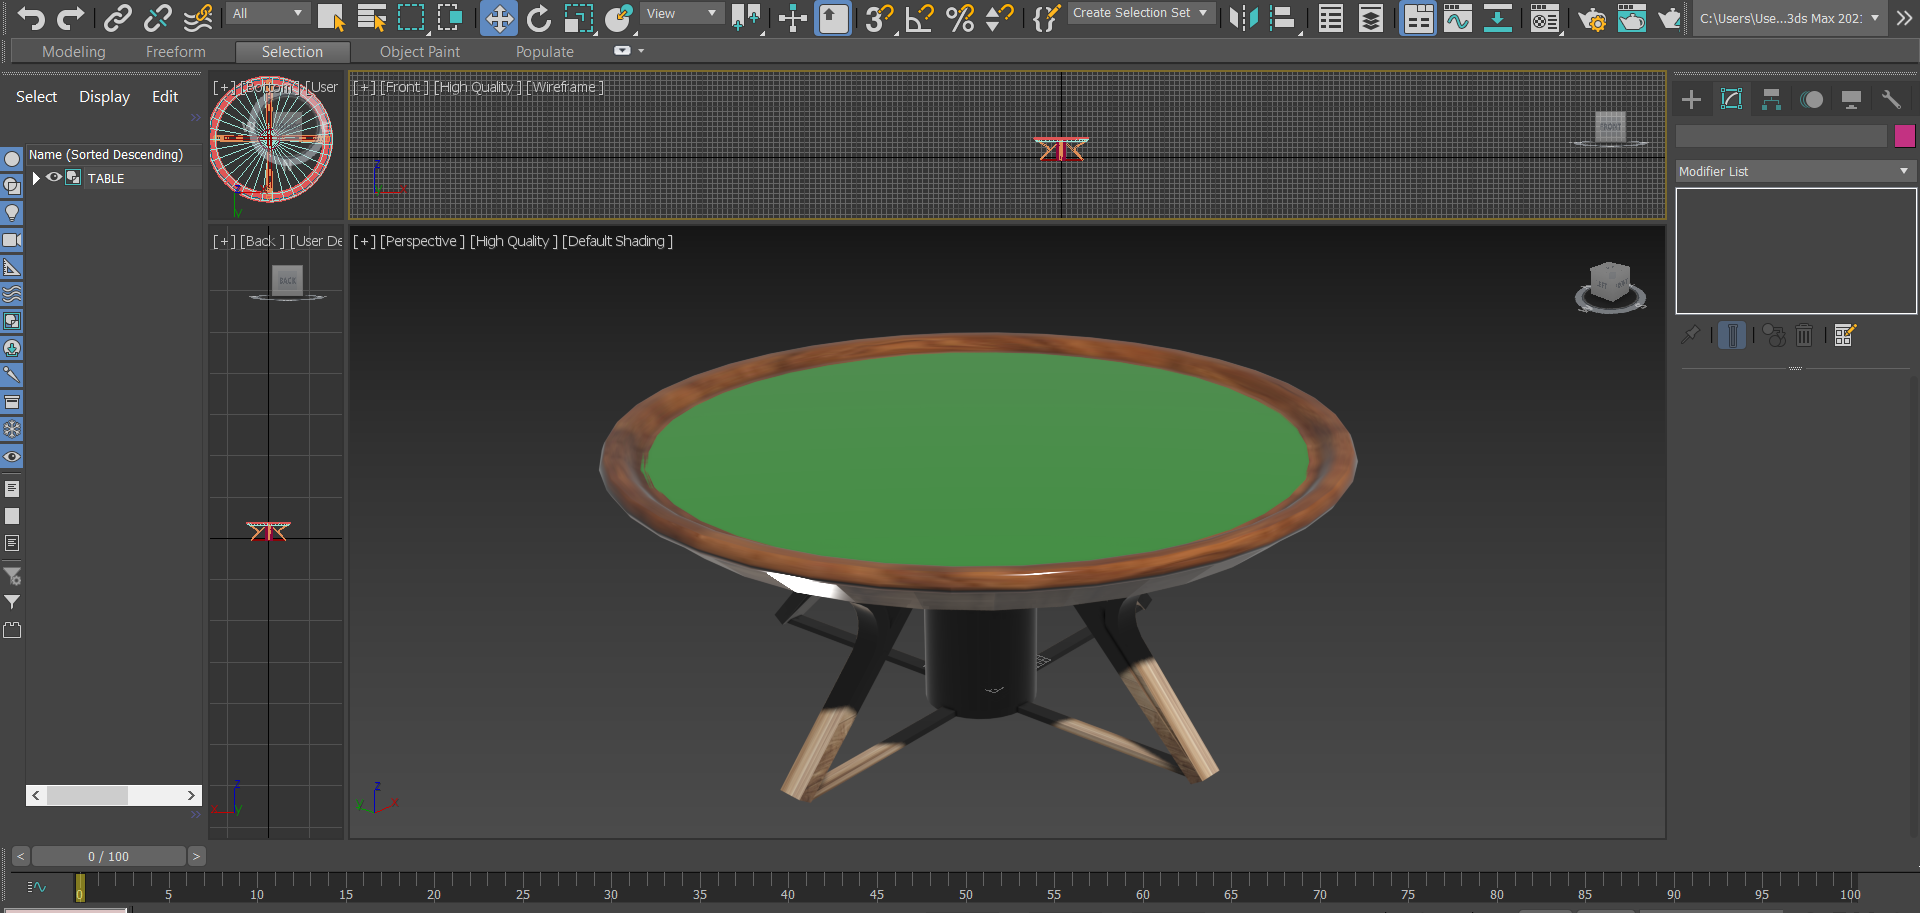 All
View
Create Selection Set
C:\Users\Use...3ds Max 202:
Modeling
Freeform
Selection
Object Paint
Populate
Select
Display
Edit
[+] [Bottom] [User
[+] [Front] [High Quality] [Wireframe]
FRONT
Name (Sorted Descending)
TABLE
Modifier List
[+] [Back] [User De
BACK
[+] [Perspective] [High Quality] [Default Shading]
z
y
x
0 / 100
0 5 10 15 20 25 30 35 40 45 50 55 60 65 70 75 80 85 90 95 100